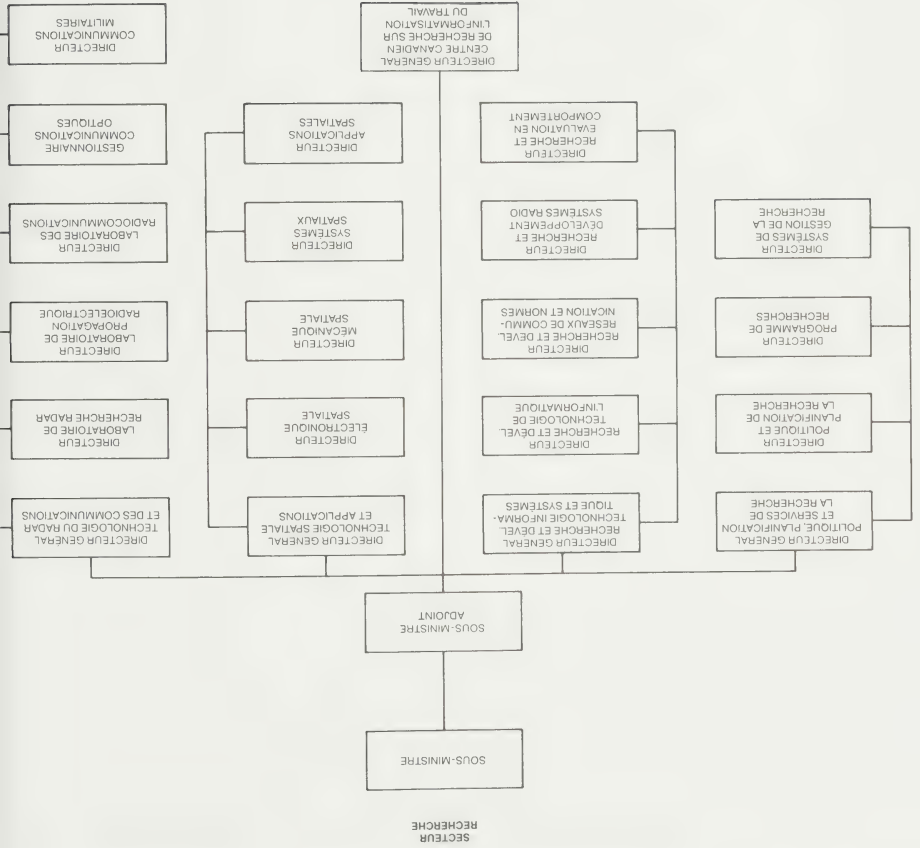 SECTEUR
RECHERCHE
SOUS-MINISTRE
SOUS-MINISTRE
ADJOINT
DIRECTEUR GÉNÉRAL
POLITIQUE, PLANIFICATION
ET SERVICES DE
LA RECHERCHE
DIRECTEUR
POLITIQUE ET
PLANIFICATION DE
LA RECHERCHE
DIRECTEUR
PROGRAMME DE
RECHERCHES
DIRECTEUR
SYSTÈMES DE
GESTION DE LA
RECHERCHE
DIRECTEUR GÉNÉRAL
RECHERCHE ET DÉVEL.
TECHNOLOGIE INFORMA-
TIQUE ET SYSTÈMES
DIRECTEUR
RECHERCHE ET DÉVEL.
TECHNOLOGIE DE
L'INFORMATIQUE
DIRECTEUR
RECHERCHE ET DÉVEL.
RÉSEAUX DE COMMU-
NICATION ET NORMES
DIRECTEUR
RECHERCHE ET
DÉVELOPPEMENT
SYSTÈMES RADIO
DIRECTEUR
RECHERCHE ET
ÉVALUATION EN
COMPORTEMENT
DIRECTEUR GÉNÉRAL
TECHNOLOGIE SPATIALE
ET APPLICATIONS
DIRECTEUR
ÉLECTRONIQUE
SPATIALE
DIRECTEUR
MÉCANIQUE
SPATIALE
DIRECTEUR
SYSTÈMES
SPATIAUX
DIRECTEUR
APPLICATIONS
SPATIALES
DIRECTEUR GÉNÉRAL
TECHNOLOGIE DU RADAR
ET DES COMMUNICATIONS
DIRECTEUR
LABORATOIRE DE
RECHERCHE RADAR
DIRECTEUR
LABORATOIRE DE
PROPAGATION
RADIOÉLECTRIQUE
DIRECTEUR
LABORATOIRE DES
RADIOCOMMUNICATIONS
GESTIONNAIRE
COMMUNICATIONS
OPTIQUES
DIRECTEUR
COMMUNICATIONS
MILITAIRES
DIRECTEUR GÉNÉRAL
CENTRE CANADIEN
DE RECHERCHE SUR
L'INFORMATISATION
DU TRAVAIL